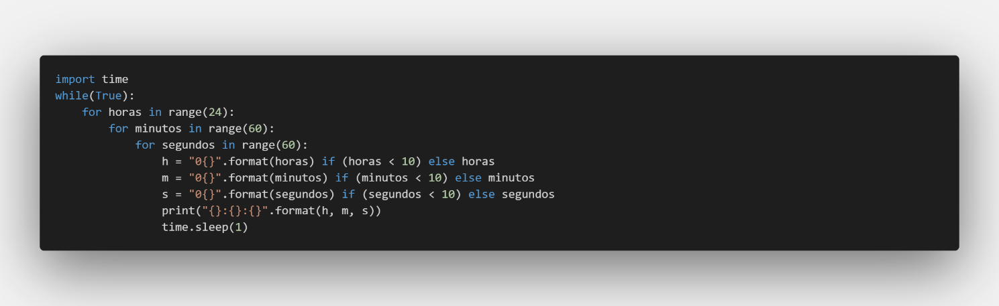 import time
while(True):
    for horas in range(24):
        for minutos in range(60):
            for segundos in range(60):
                h = "0{}".format(horas) if (horas < 10) else horas
                m = "0{}".format(minutos) if (minutos < 10) else minutos
                s = "0{}".format(segundos) if (segundos < 10) else segundos
                print("{}:{}:{}".format(h, m, s))
                time.sleep(1)